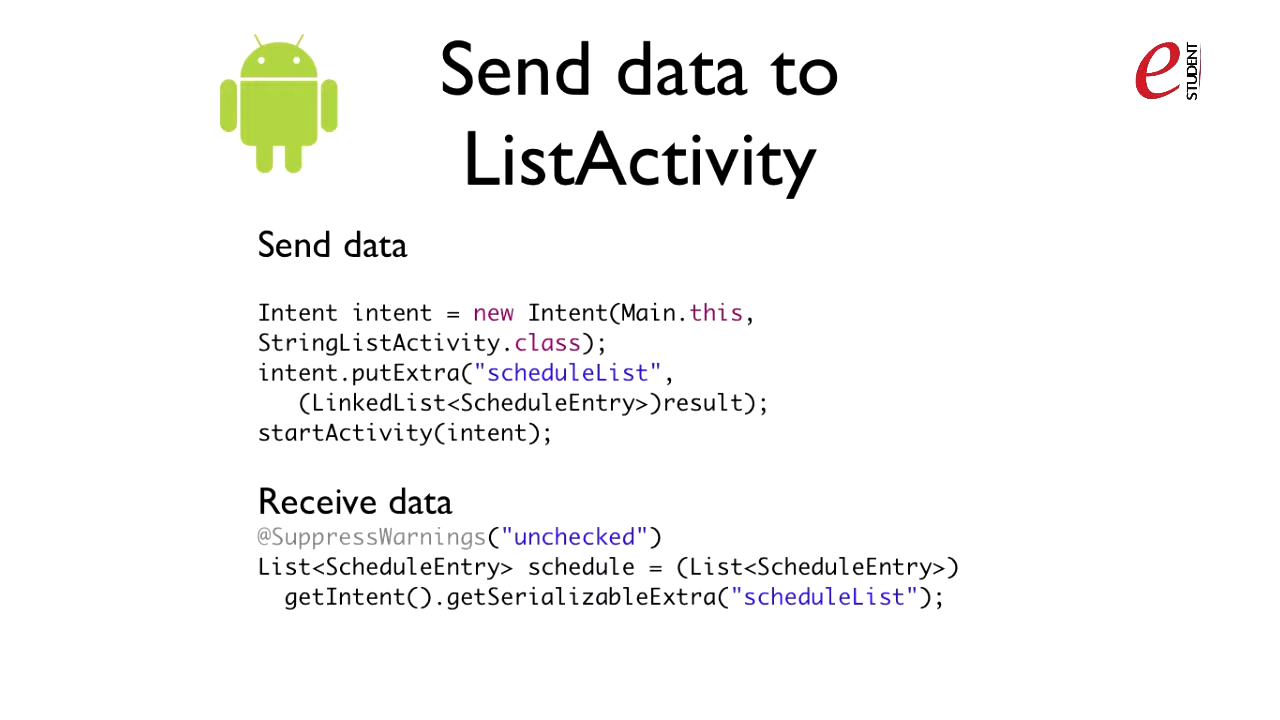 Send data to
ListActivity
e STUDENT
Send data
Intent intent = new Intent(Main.this,
StringListActivity.class);
intent.putExtra("scheduleList",
(LinkedList<ScheduleEntry>)result);
startActivity(intent);
Receive data
@SuppressWarnings("unchecked")
List<ScheduleEntry> schedule = (List<ScheduleEntry>)
getIntent().getSerializableExtra("scheduleList");